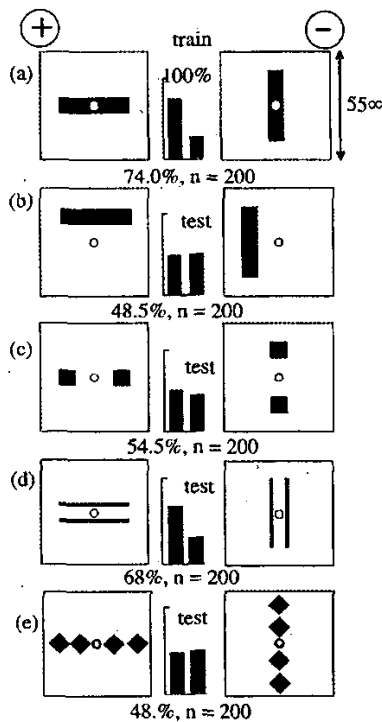 + −
train
(a) 100% 55∞
74.0%, n = 200
(b) test
48.5%, n = 200
(c) test
54.5%, n = 200
(d) test
68%, n = 200
(e) test
48.%, n = 200